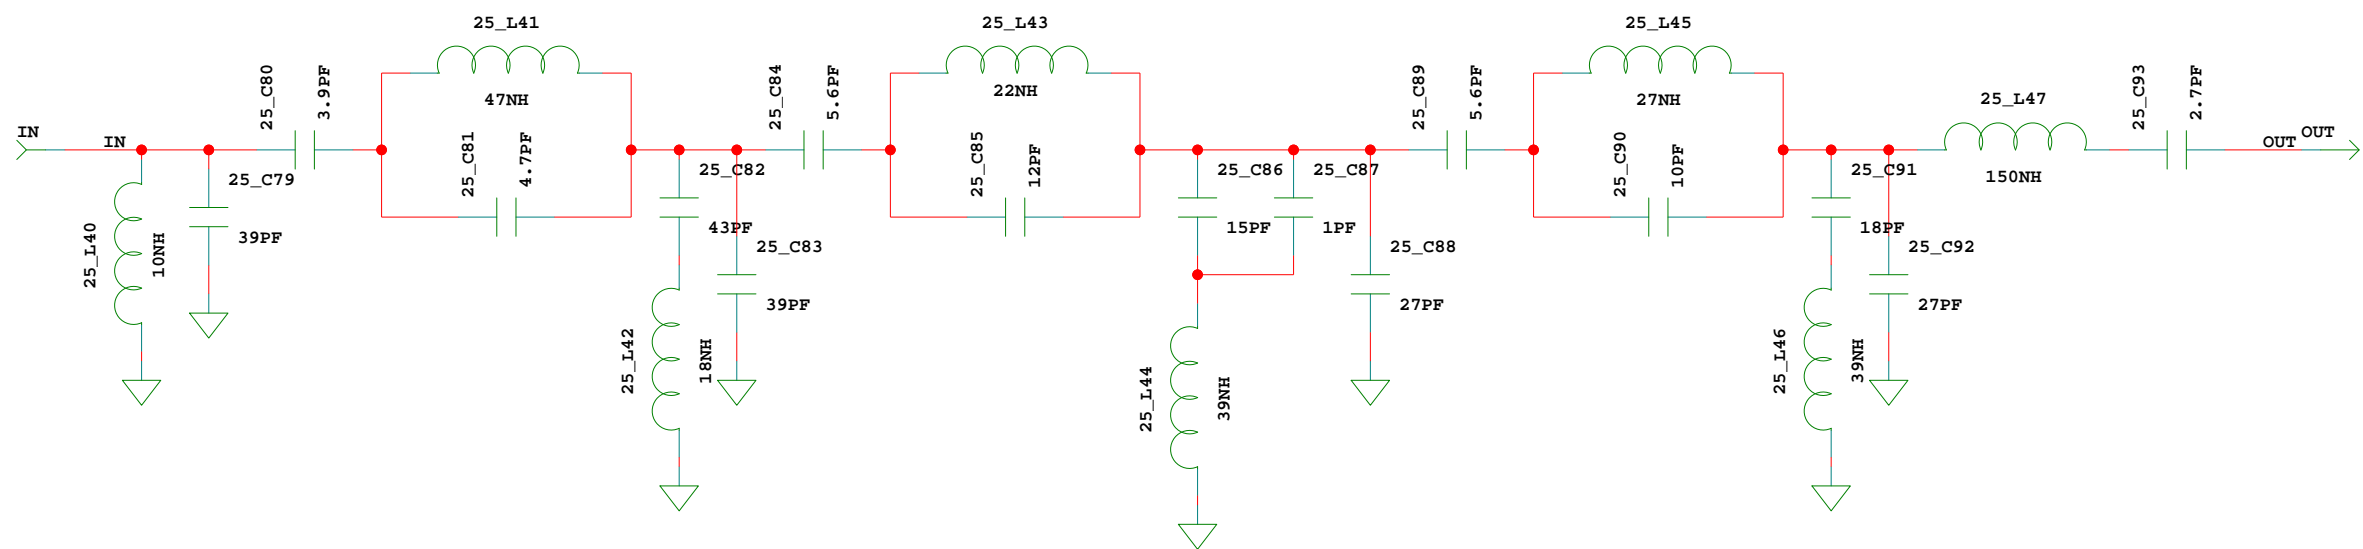 25_L41
25_L43
25_L45
25_C80
3.9PF
25_C84
5.6PF
25_C89
5.6PF
25_C93
2.7PF
47NH
22NH
27NH
25_L47
IN
IN
OUT
OUT
25_C81
4.7PF
25_C85
12PF
25_C90
10PF
150NH
25_C79
25_C82
25_C86
25_C87
25_C91
39PF
43PF
15PF
1PF
18PF
25_L40
10NH
25_C83
25_C88
25_C92
39PF
27PF
27PF
25_L42
18NH
25_L44
39NH
25_L46
39NH